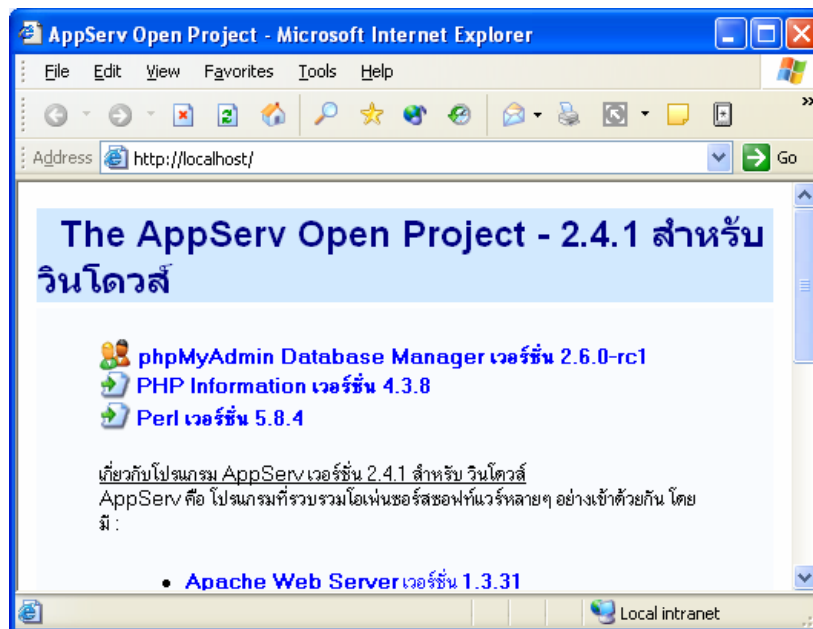 AppServ Open Project - Microsoft Internet Explorer
File Edit View Favorites Tools Help
Address http://localhost/ Go
The AppServ Open Project - 2.4.1 สำหรับ
วินโดวส์
phpMyAdmin Database Manager เวอร์ชั่น 2.6.0-rc1
PHP Information เวอร์ชั่น 4.3.8
Perl เวอร์ชั่น 5.8.4
เกี่ยวกับโปรแกรม AppServ เวอร์ชั่น 2.4.1 สำหรับ วินโดวส์
AppServ คือ โปรแกรมที่รวบรวมโอเพ่นซอร์สซอฟท์แวร์หลายๆ อย่างเข้าด้วยกัน โดย
มี :
• Apache Web Server เวอร์ชั่น 1.3.31
Local intranet